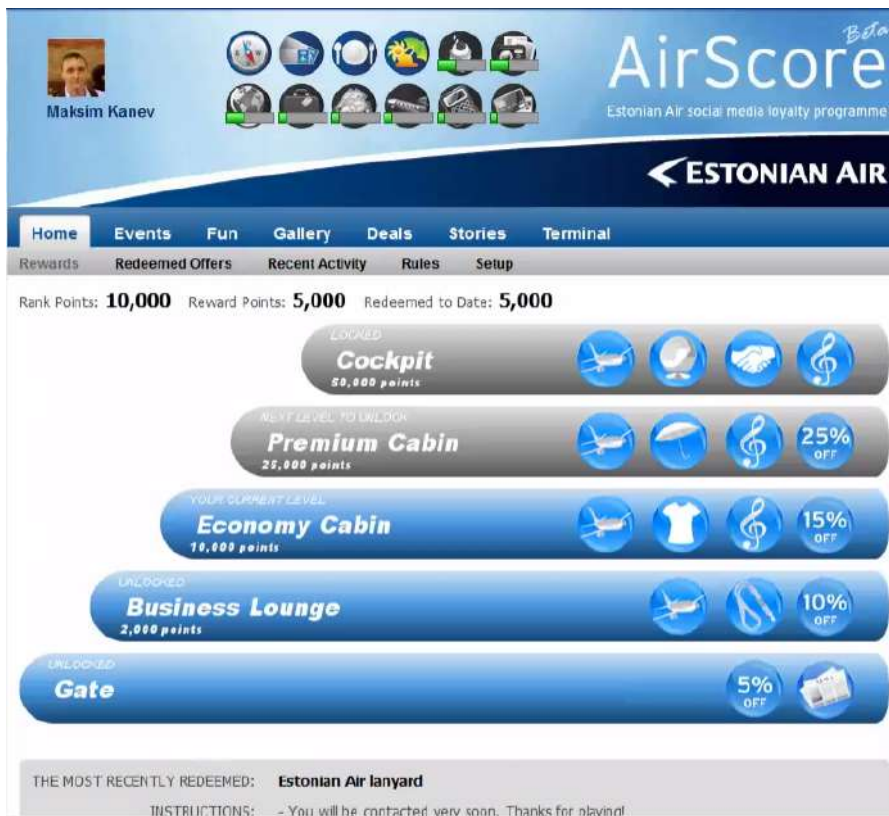 Beta
AirScore
Maksim Kanev
Estonian Air social media loyalty programme
ESTONIAN AIR
Home Events Fun Gallery Deals Stories Terminal
Rewards Redeemed Offers Recent Activity Rules Setup
Rank Points: 10,000 Reward Points: 5,000 Redeemed to Date: 5,000
LOCKED
Cockpit
50,000 points
NEXT LEVEL TO UNLOCK
Premium Cabin
25,000 points
25% OFF
YOUR CURRENT LEVEL
Economy Cabin
10,000 points
15% OFF
UNLOCKED
Business Lounge
2,000 points
10% OFF
UNLOCKED
Gate
5% OFF
THE MOST RECENTLY REDEEMED: Estonian Air lanyard
INSTRUCTIONS: - You will be contacted very soon. Thanks for playing!